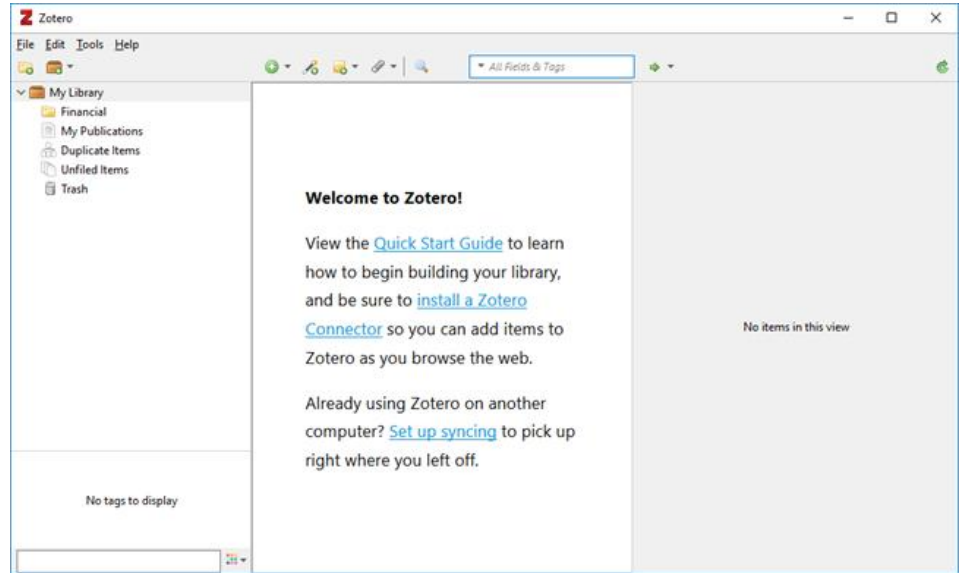 Zotero
File Edit Tools Help
All Fields & Tags
My Library
Financial
My Publications
Duplicate Items
Unfiled Items
Trash
Welcome to Zotero!
View the Quick Start Guide to learn
how to begin building your library,
and be sure to install a Zotero
Connector so you can add items to
Zotero as you browse the web.
Already using Zotero on another
computer? Set up syncing to pick up
right where you left off.
No items in this view
No tags to display